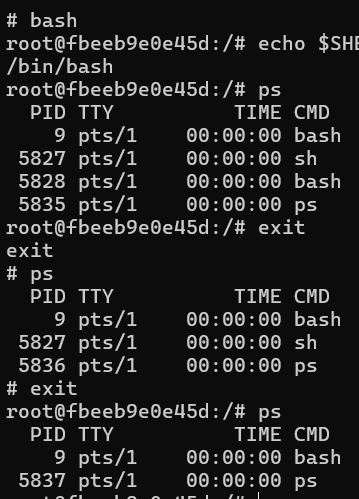 # bash
root@fbeeb9e0e45d:/# echo $SHE
/bin/bash
root@fbeeb9e0e45d:/# ps
PID TTY TIME CMD
9 pts/1 00:00:00 bash
5827 pts/1 00:00:00 sh
5828 pts/1 00:00:00 bash
5835 pts/1 00:00:00 ps
root@fbeeb9e0e45d:/# exit
exit
# ps
PID TTY TIME CMD
9 pts/1 00:00:00 bash
5827 pts/1 00:00:00 sh
5836 pts/1 00:00:00 ps
# exit
root@fbeeb9e0e45d:/# ps
PID TTY TIME CMD
9 pts/1 00:00:00 bash
5837 pts/1 00:00:00 ps
root@fbeeb9e0e45d:/#